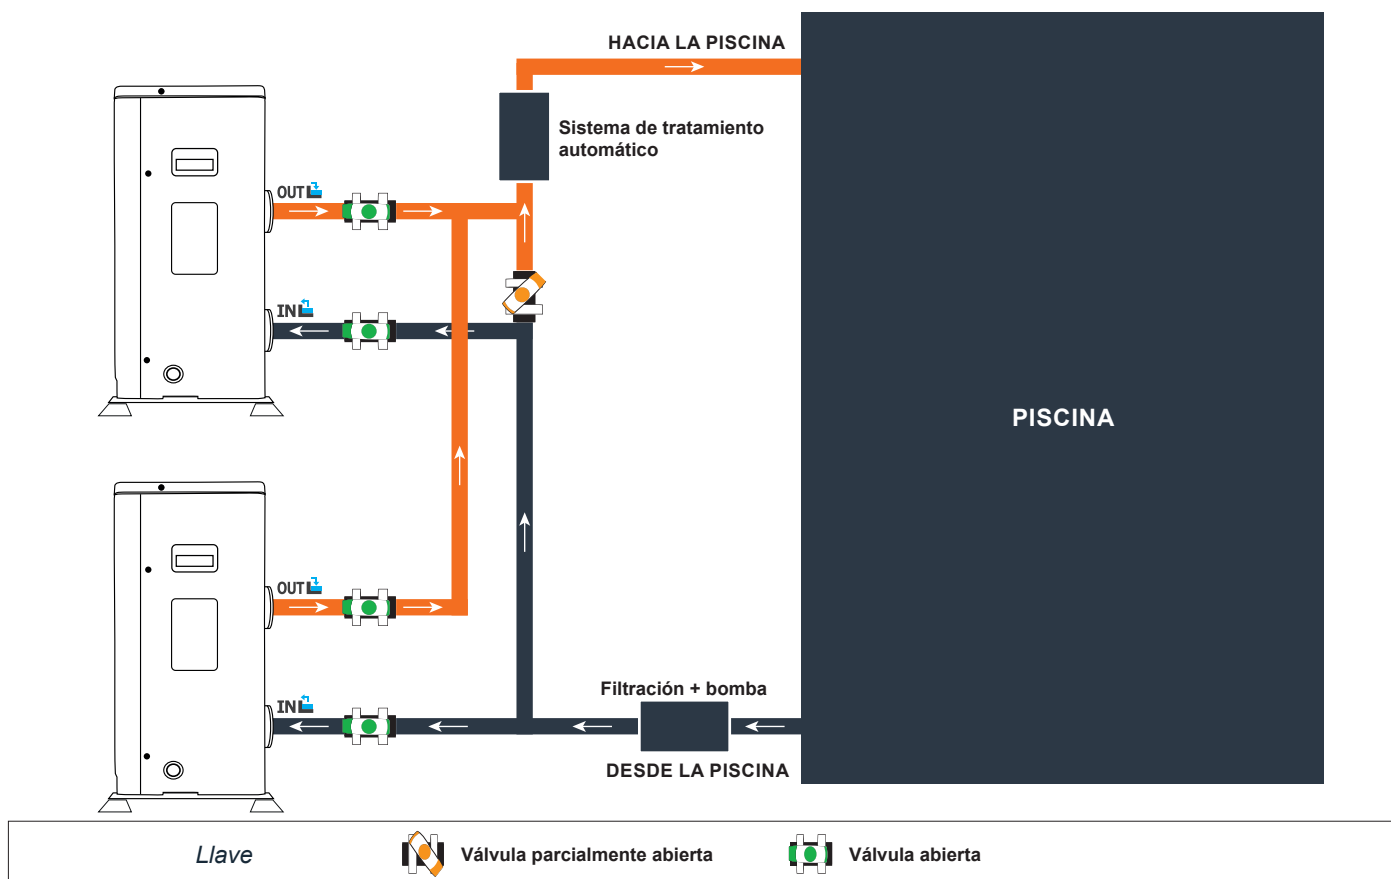 HACIA LA PISCINA
Sistema de tratamiento
automático
OUT
IN
PISCINA
OUT
IN
Filtración + bomba
DESDE LA PISCINA
Llave
Válvula parcialmente abierta
Válvula abierta